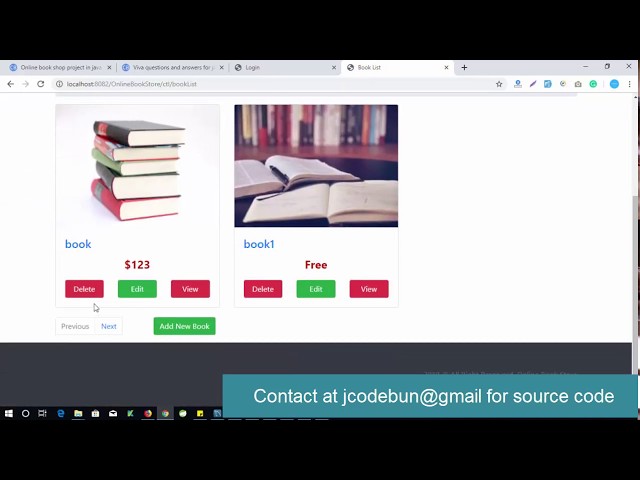 Online book shop project in java
Viva questions and answers for j
Login
Book List
localhost:8082/OnlineBookStore/ctl/bookList
book
book1
$123
Free
Delete
Edit
View
Delete
Edit
View
Previous
Next
Add New Book
Contact at jcodebun@gmail for source code